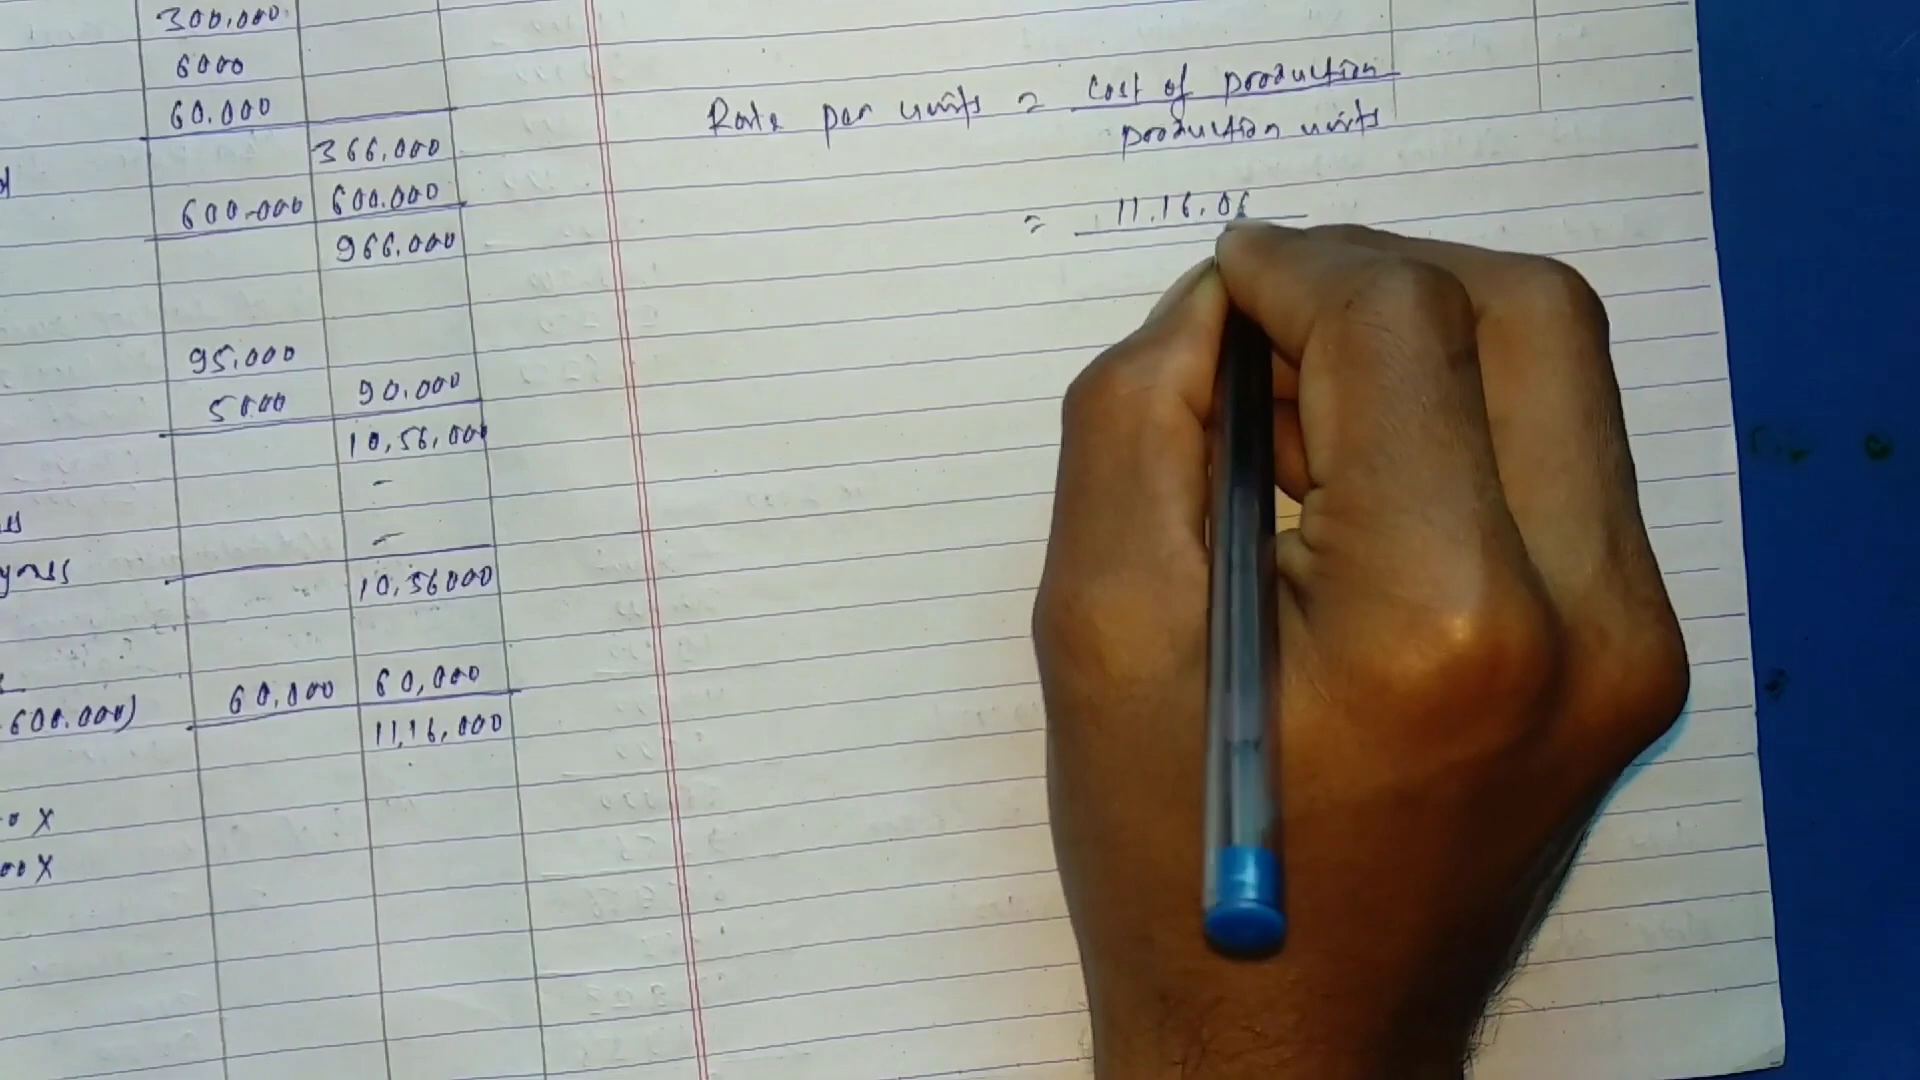 300,000
6000
60.000
366,000
600-000 600.000
966.000
95,000
5000 90.000
10,56,000
-
-
10,56000
600.000) 60,000 60,000
11,16,000
X
X
Rate per units = Cost of production
production units
= 11.16.00